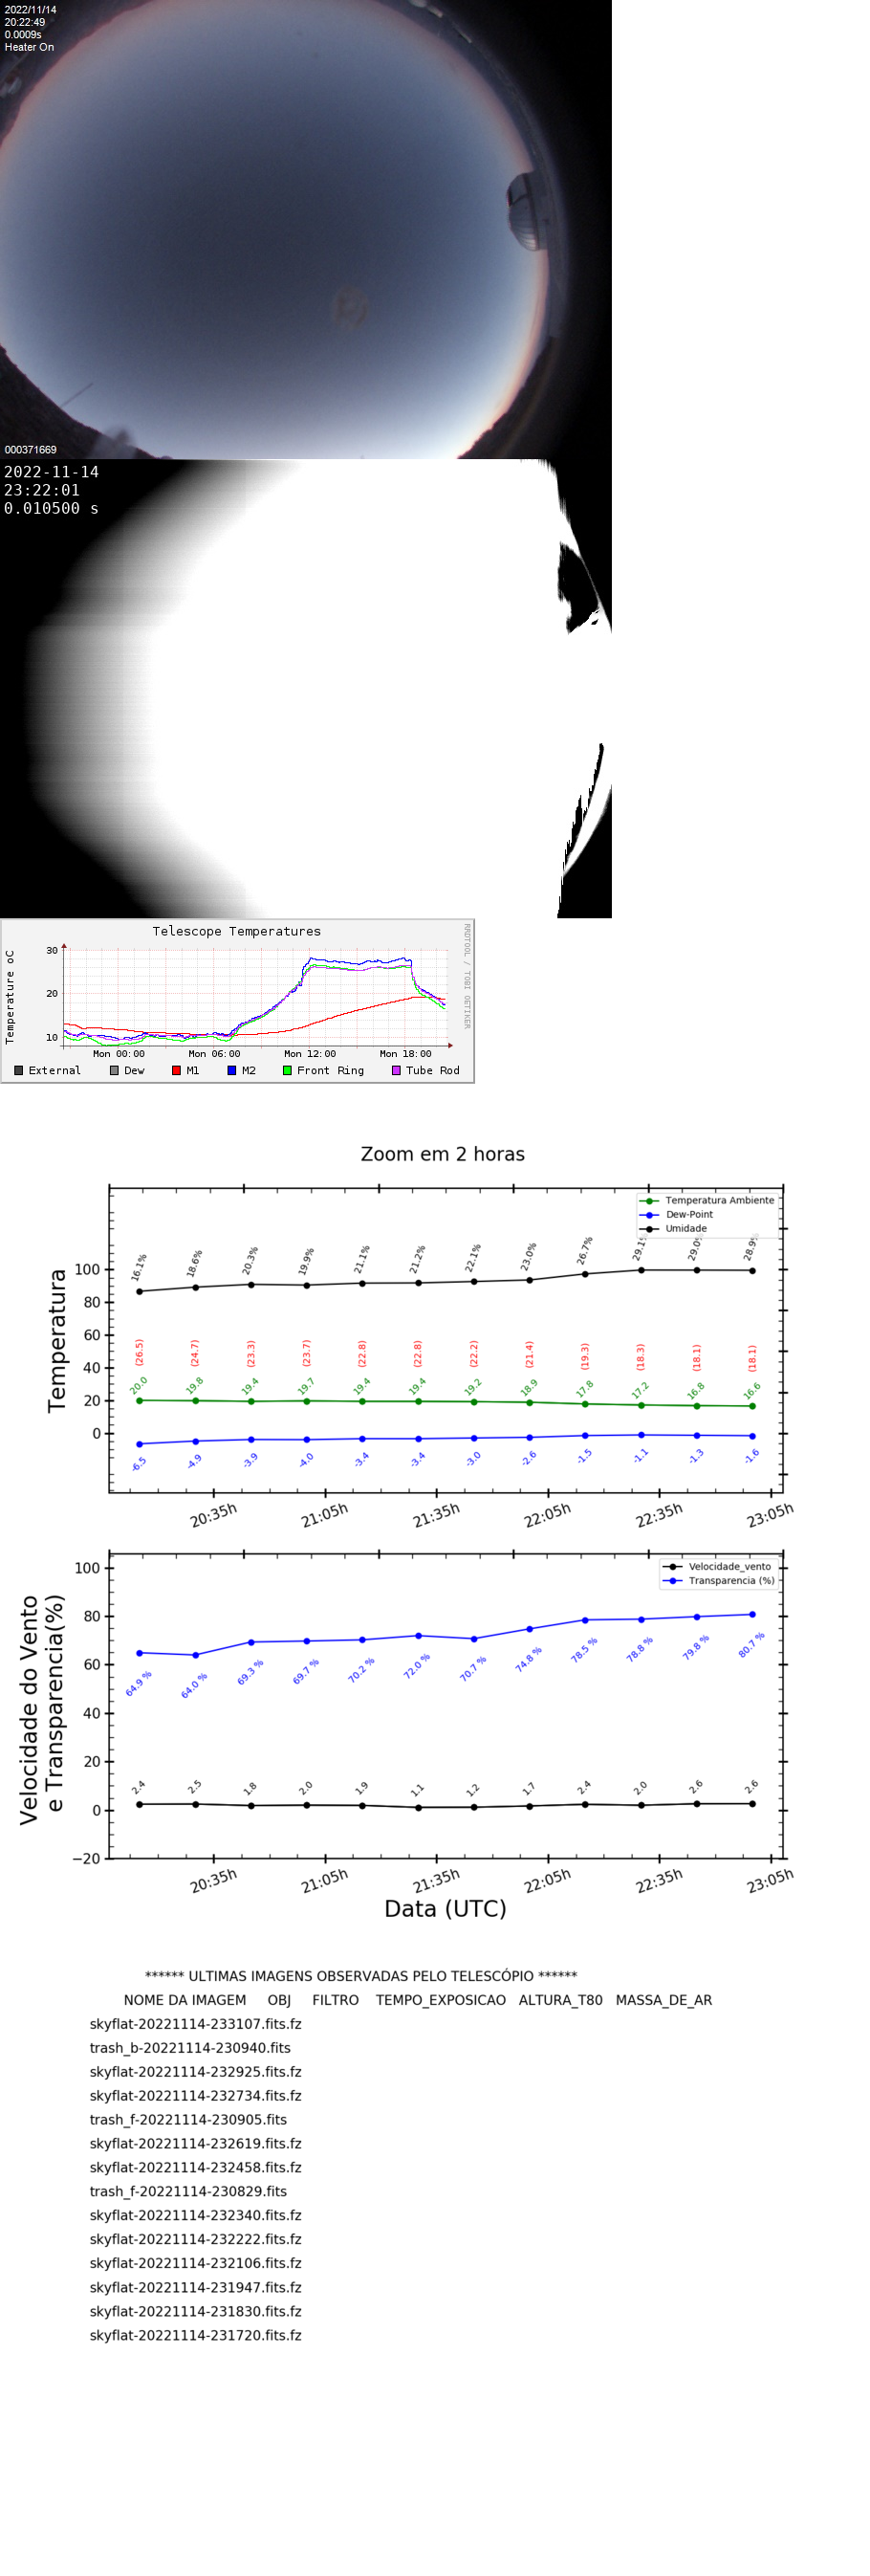 2022/11/14
20:22:49
0.0009s
Heater On
000371669
2022-11-14
23:22:01
0.010500 s
Telescope Temperatures
RRDTOOL / TOBI OETIKER
Temperature oC
30
20
10
Mon 00:00 Mon 06:00 Mon 12:00 Mon 18:00
External Dew M1 M2 Front Ring Tube Rod
Zoom em 2 horas
Temperatura Ambiente
Dew-Point
Umidade
Temperatura
100
80
60
40
20
0
16.1% 18.6% 20.3% 19.9% 21.1% 21.2% 22.1% 23.0% 26.7% 29.1% 29.0% 28.9%
(26.5) (24.7) (23.3) (23.7) (22.8) (22.8) (22.2) (21.4) (19.3) (18.3) (18.1) (18.1)
20.0 19.8 19.4 19.7 19.4 19.4 19.2 18.9 17.8 17.2 16.8 16.6
-6.5 -4.9 -3.9 -4.0 -3.4 -3.4 -3.0 -2.6 -1.5 -1.1 -1.3 -1.6
20:35h 21:05h 21:35h 22:05h 22:35h 23:05h
Velocidade_vento
Transparencia (%)
Velocidade do Vento
e Transparencia(%)
100
80
60
40
20
0
−20
64.9 % 64.0 % 69.3 % 69.7 % 70.2 % 72.0 % 70.7 % 74.8 % 78.5 % 78.8 % 79.8 % 80.7 %
2.4 2.5 1.8 2.0 1.9 1.1 1.2 1.7 2.4 2.0 2.6 2.6
20:35h 21:05h 21:35h 22:05h 22:35h 23:05h
Data (UTC)
****** ULTIMAS IMAGENS OBSERVADAS PELO TELESCÓPIO ******
NOME DA IMAGEM OBJ FILTRO TEMPO_EXPOSICAO ALTURA_T80 MASSA_DE_AR
skyflat-20221114-233107.fits.fz
trash_b-20221114-230940.fits
skyflat-20221114-232925.fits.fz
skyflat-20221114-232734.fits.fz
trash_f-20221114-230905.fits
skyflat-20221114-232619.fits.fz
skyflat-20221114-232458.fits.fz
trash_f-20221114-230829.fits
skyflat-20221114-232340.fits.fz
skyflat-20221114-232222.fits.fz
skyflat-20221114-232106.fits.fz
skyflat-20221114-231947.fits.fz
skyflat-20221114-231830.fits.fz
skyflat-20221114-231720.fits.fz